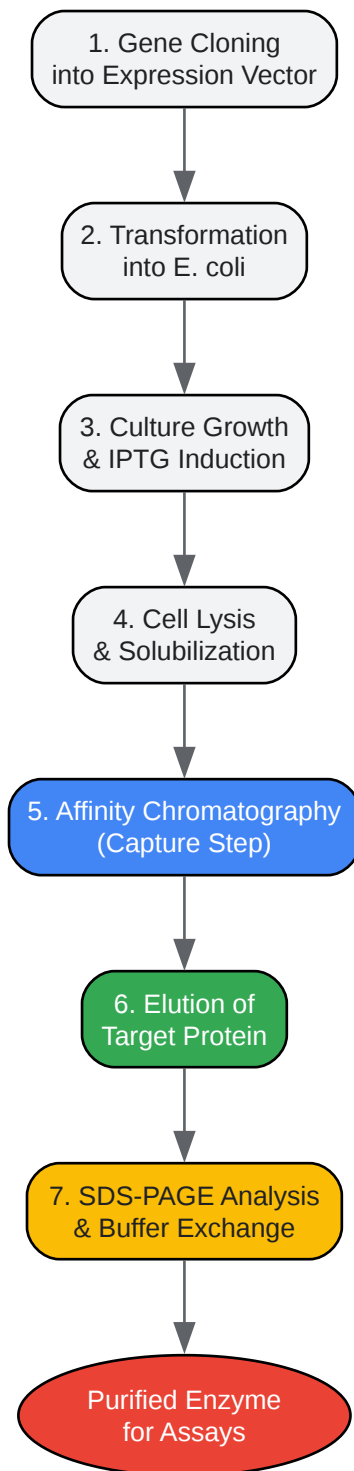 1. Gene Cloning
into Expression Vector
2. Transformation
into E. coli
3. Culture Growth
& IPTG Induction
4. Cell Lysis
& Solubilization
5. Affinity Chromatography
(Capture Step)
6. Elution of
Target Protein
7. SDS-PAGE Analysis
& Buffer Exchange
Purified Enzyme
for Assays